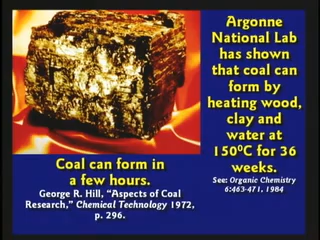 Argonne
National Lab
has shown
that coal can
form by
heating wood,
clay and
water at
150⁰C for 36
weeks.
See: Organic Chemistry
6:463-471, 1984
Coal can form in
a few hours.
George R. Hill, “Aspects of Coal
Research,” Chemical Technology 1972,
p. 296.